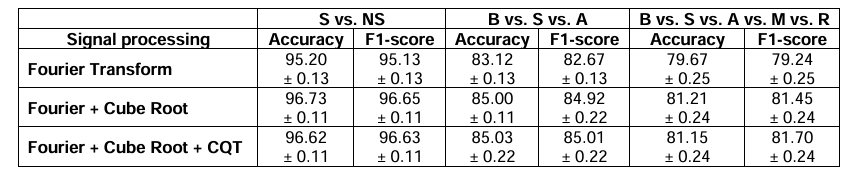 S vs. NS B vs. S vs. A B vs. S vs. A vs. M vs. R
Signal processing Accuracy F1-score Accuracy F1-score Accuracy F1-score
Fourier Transform 95.20 ± 0.13 95.13 ± 0.13 83.12 ± 0.13 82.67 ± 0.13 79.67 ± 0.25 79.24 ± 0.25
Fourier + Cube Root 96.73 ± 0.11 96.65 ± 0.11 85.00 ± 0.11 84.92 ± 0.22 81.21 ± 0.24 81.45 ± 0.24
Fourier + Cube Root + CQT 96.62 ± 0.11 96.63 ± 0.11 85.03 ± 0.22 85.01 ± 0.22 81.15 ± 0.24 81.70 ± 0.24